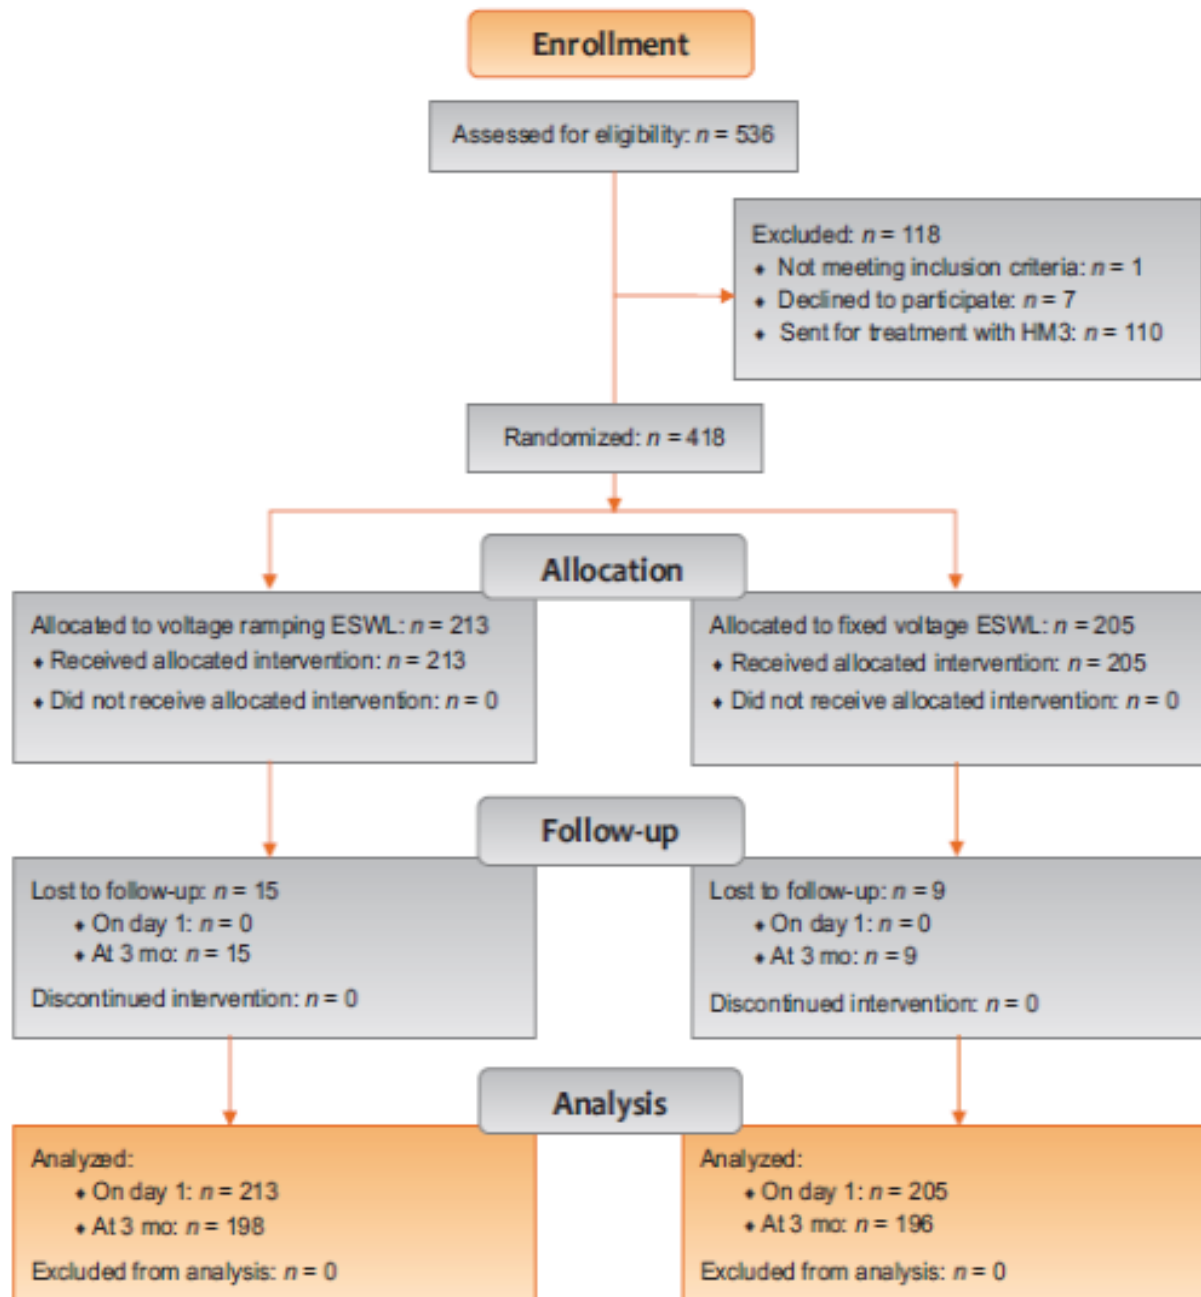 Enrollment
Assessed for eligibility: n = 536
Excluded: n = 118
♦ Not meeting inclusion criteria: n = 1
♦ Declined to participate: n = 7
♦ Sent for treatment with HM3: n = 110
Randomized: n = 418
Allocation
Allocated to voltage ramping ESWL: n = 213
♦ Received allocated intervention: n = 213
♦ Did not receive allocated intervention: n = 0
Allocated to fixed voltage ESWL: n = 205
♦ Received allocated intervention: n = 205
♦ Did not receive allocated intervention: n = 0
Follow-up
Lost to follow-up: n = 15
♦ On day 1: n = 0
♦ At 3 mo: n = 15
Discontinued intervention: n = 0
Lost to follow-up: n = 9
♦ On day 1: n = 0
♦ At 3 mo: n = 9
Discontinued intervention: n = 0
Analysis
Analyzed:
♦ On day 1: n = 213
♦ At 3 mo: n = 198
Excluded from analysis: n = 0
Analyzed:
♦ On day 1: n = 205
♦ At 3 mo: n = 196
Excluded from analysis: n = 0